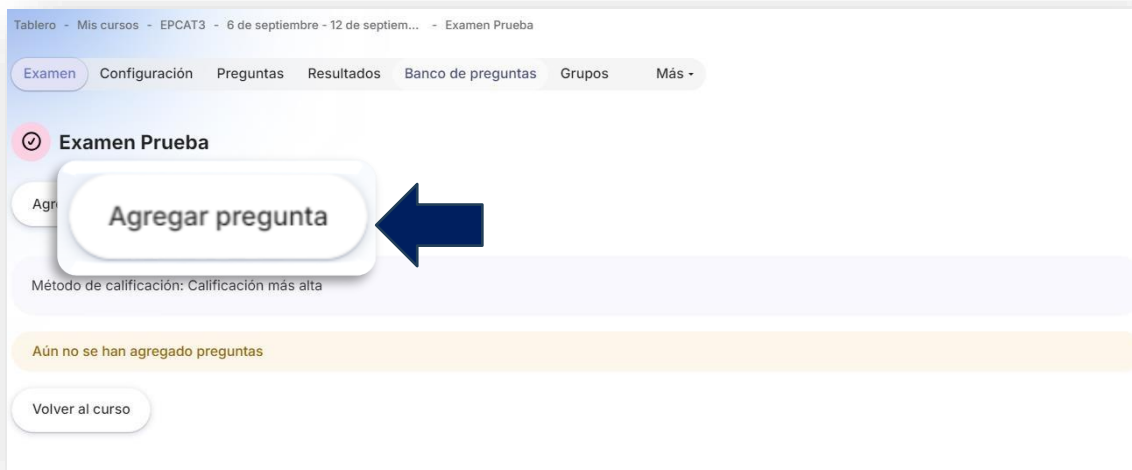 Tablero - Mis cursos - EPCAT3 - 6 de septiembre - 12 de septiem... - Examen Prueba
Examen Configuración Preguntas Resultados Banco de preguntas Grupos Más
Examen Prueba
Agregar pregunta
Método de calificación: Calificación más alta
Aún no se han agregado preguntas
Volver al curso